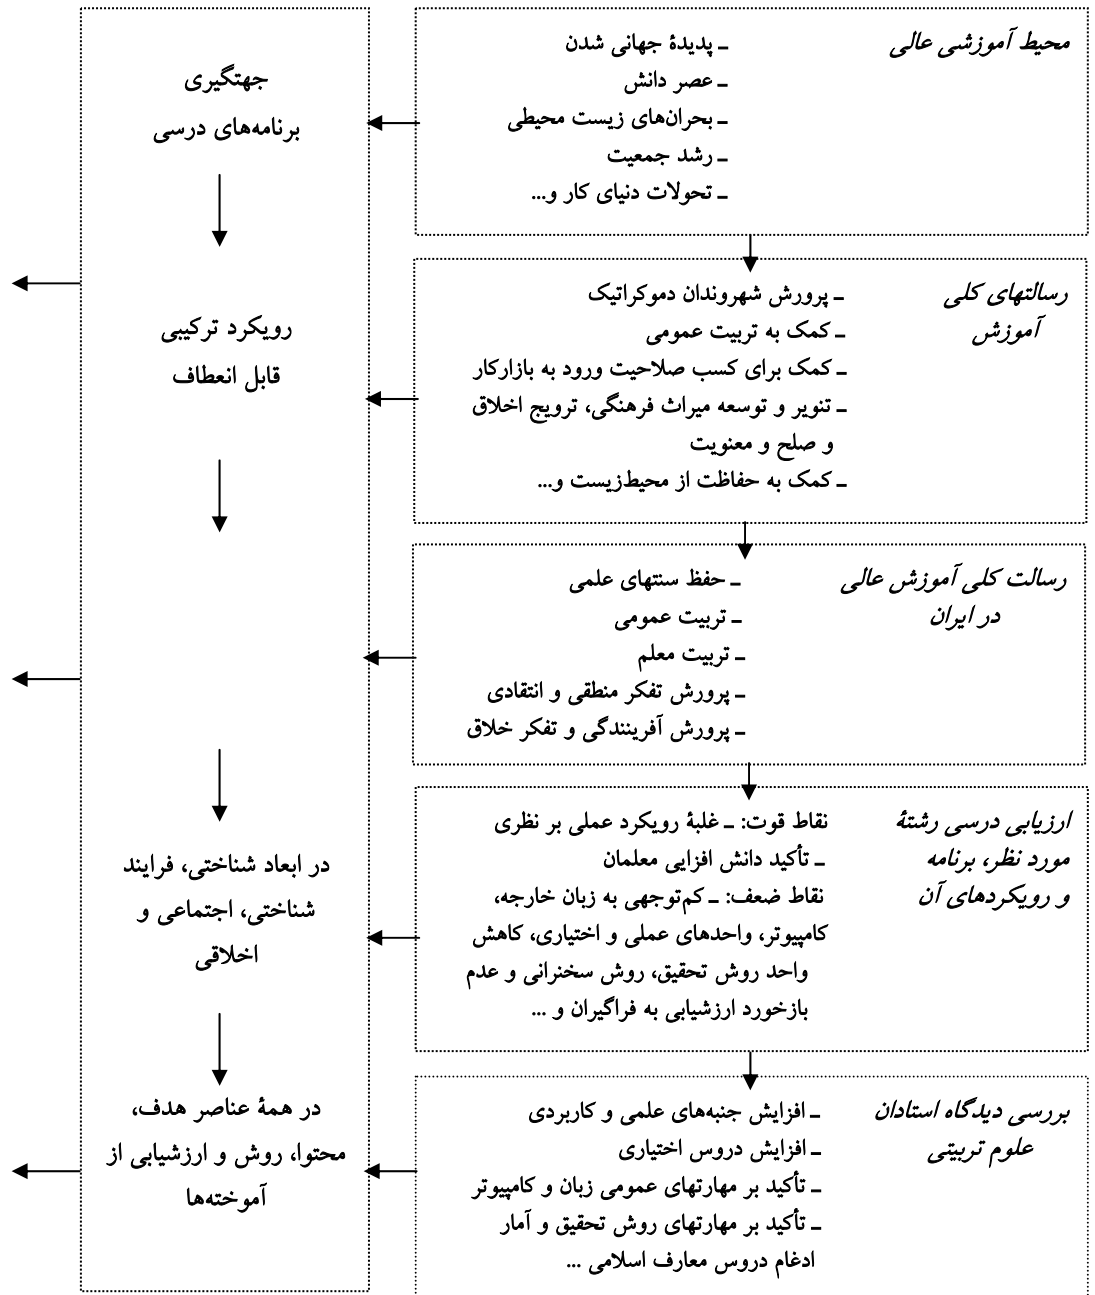 محیط آموزشی عالی
ـ پدیدۀ جهانی شدن
ـ عصر دانش
ـ بحران‌های زیست محیطی
ـ رشد جمعیت
ـ تحولات دنیای کار و...
رسالتهای کلی
آموزش
ـ پرورش شهروندان دموکراتیک
ـ کمک به تربیت عمومی
ـ کمک برای کسب صلاحیت ورود به بازارکار
ـ تنویر و توسعه میراث فرهنگی، ترویج اخلاق
و صلح و معنویت
ـ کمک به حفاظت از محیط‌زیست و...
رسالت کلی آموزش عالی
در ایران
ـ حفظ سنتهای علمی
ـ تربیت عمومی
ـ تربیت معلم
ـ پرورش تفکر منطقی و انتقادی
ـ پرورش آفرینندگی و تفکر خلاق
ارزیابی درسی رشتۀ
مورد نظر، برنامه
و رویکردهای آن
نقاط قوت: ـ غلبۀ رویکرد عملی بر نظری
ـ تأکید دانش افزایی معلمان
نقاط ضعف: ـ کم‌توجهی به زبان خارجه،
کامپیوتر، واحدهای عملی و اختیاری، کاهش
واحد روش تحقیق، روش سخنرانی و عدم
بازخورد ارزشیابی به فراگیران و ...
بررسی دیدگاه استادان
علوم تربیتی
ـ افزایش جنبه‌های علمی و کاربردی
ـ افزایش دروس اختیاری
ـ تأکید بر مهارتهای عمومی زبان و کامپیوتر
ـ تأکید بر مهارتهای روش تحقیق و آمار
ادغام دروس معارف اسلامی ...
جهتگیری
برنامه‌های درسی
رویکرد ترکیبی
قابل انعطاف
در ابعاد شناختی، فرایند
شناختی، اجتماعی و
اخلاقی
در همۀ عناصر هدف،
محتوا، روش و ارزشیابی از
آموخته‌ها